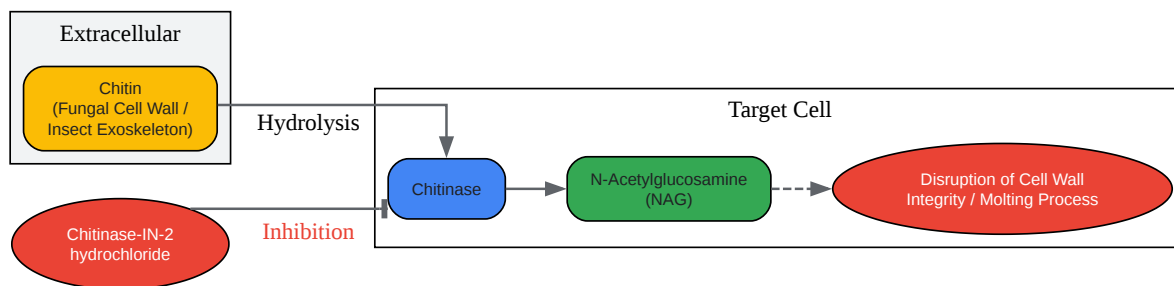 Extracellular
Chitin
(Fungal Cell Wall /
Insect Exoskeleton)
Hydrolysis
Target Cell
Chitinase
N-Acetylglucosamine
(NAG)
Disruption of Cell Wall
Integrity / Molting Process
Inhibition
Chitinase-IN-2
hydrochloride